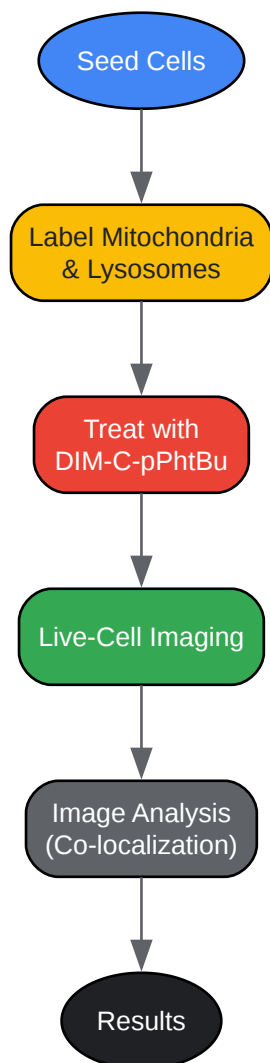 Seed Cells
Label Mitochondria
& Lysosomes
Treat with
DIM-C-pPhtBu
Live-Cell Imaging
Image Analysis
(Co-localization)
Results